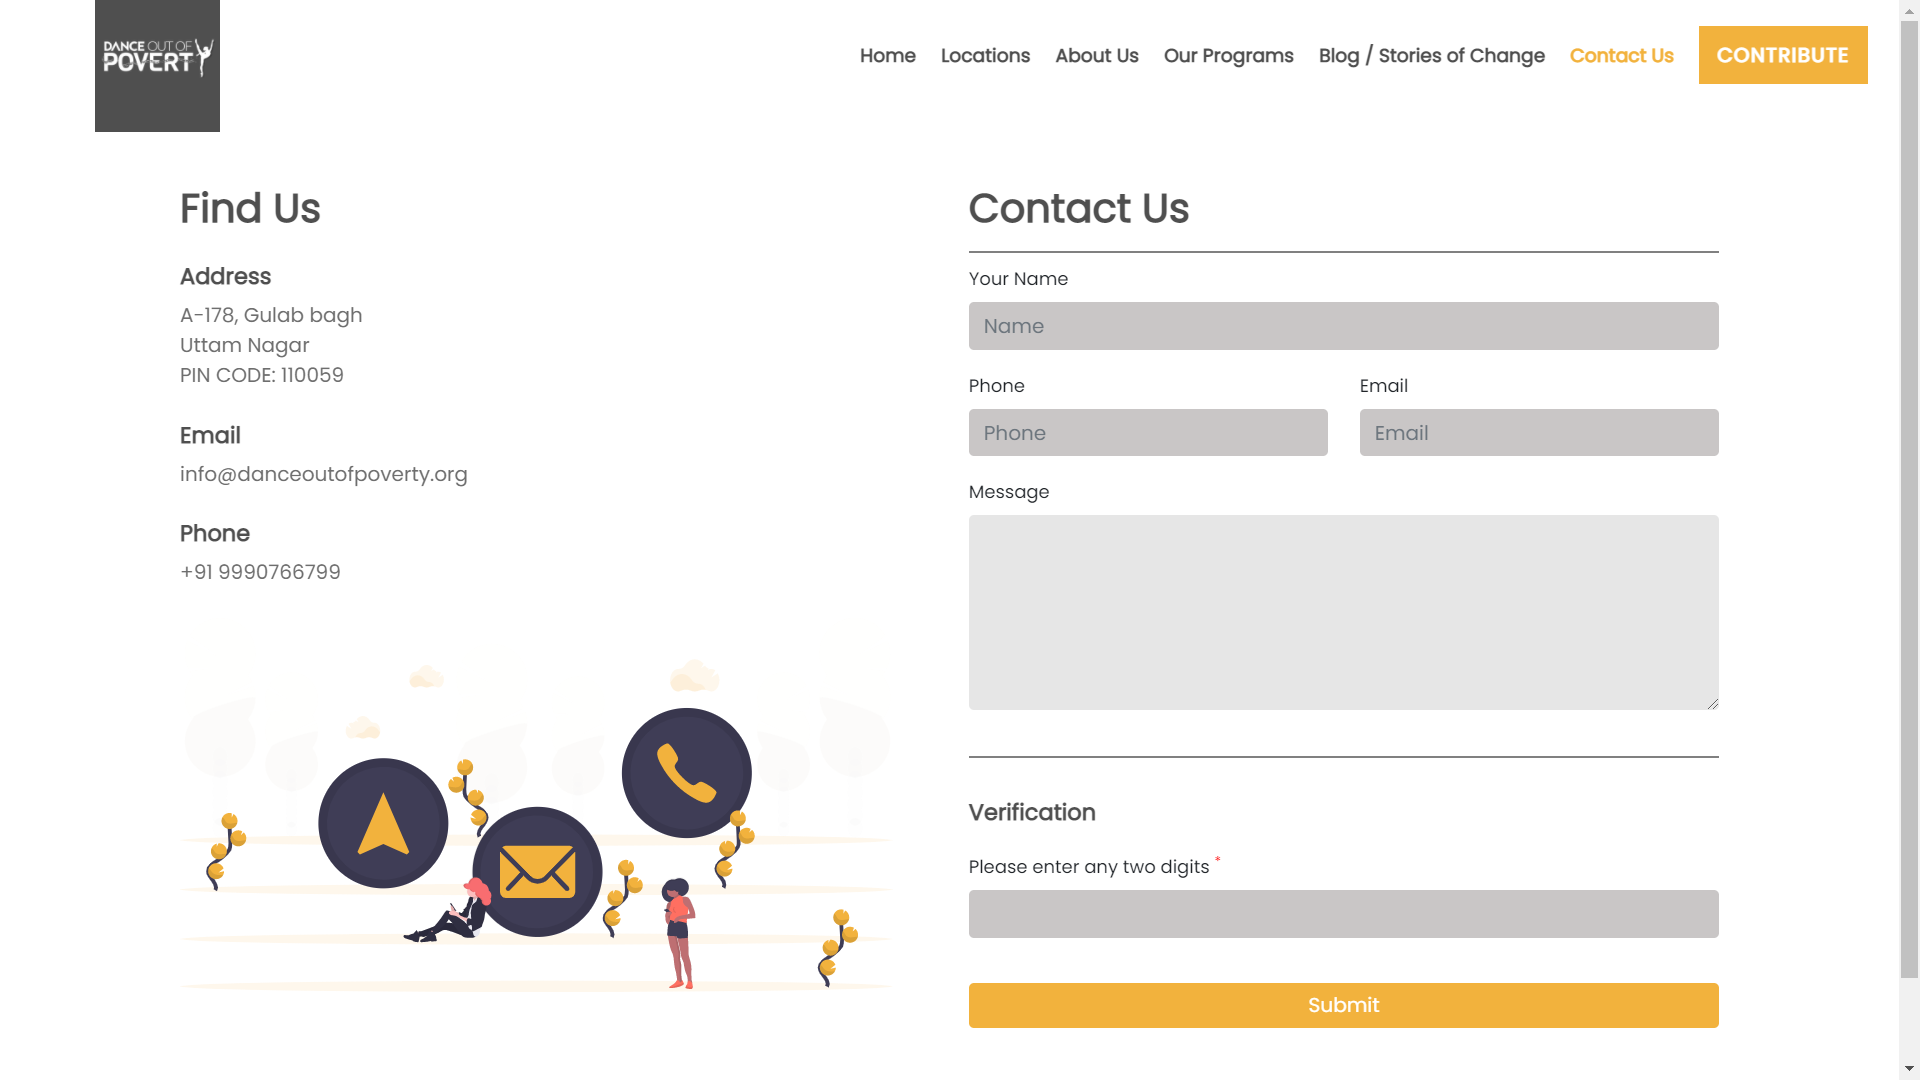 DANCE OUT OF
POVERTY
Home
Locations
About Us
Our Programs
Blog / Stories of Change
Contact Us
CONTRIBUTE
Find Us
Address
A-178, Gulab bagh
Uttam Nagar
PIN CODE: 110059
Email
info@danceoutofpoverty.org
Phone
+91 9990766799
Contact Us
Your Name
Name
Phone
Email
Phone
Email
Message
Verification
Please enter any two digits *
Submit